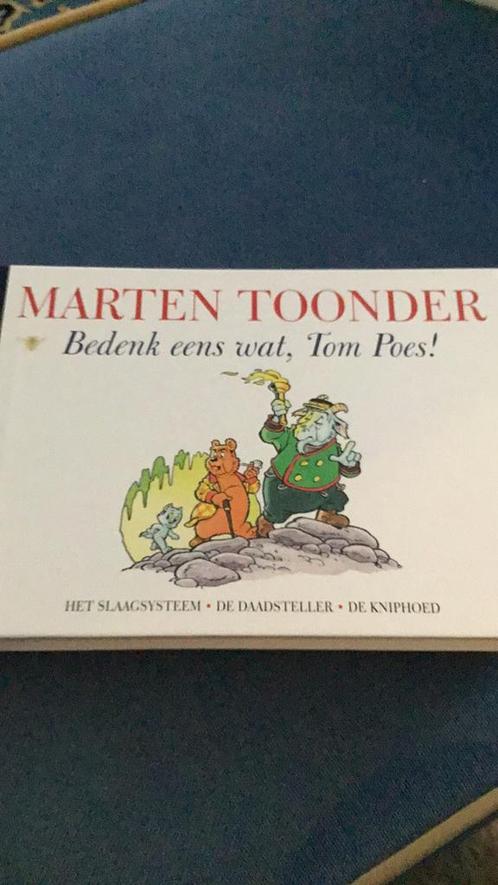 MARTEN TOONDER
Bedenk eens wat, Tom Poes!
HET SLAAGSYSTEEM • DE DAADSTELLER • DE KNIPHOED